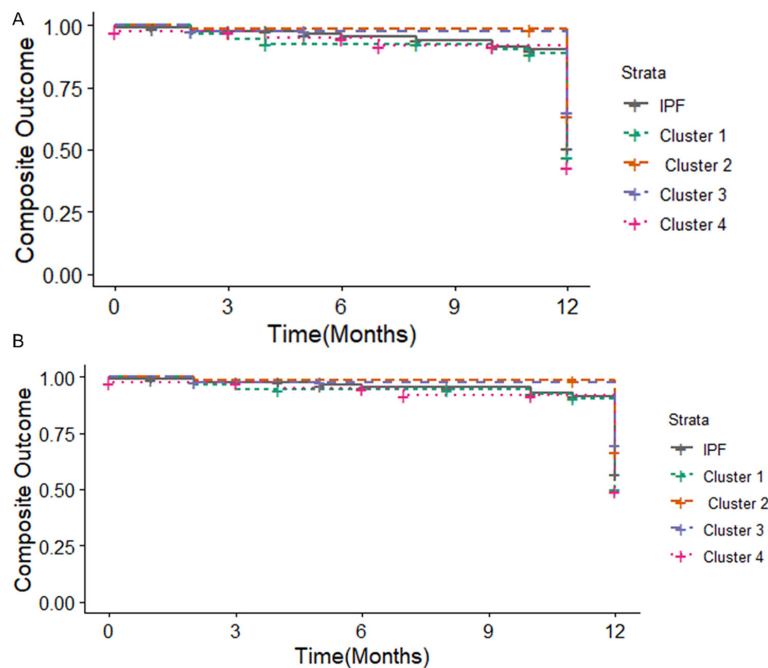 A
Composite Outcome
1.00
0.75
0.50
0.25
0.00
0 3 6 9 12
Time(Months)
Strata
IPF
Cluster 1
Cluster 2
Cluster 3
Cluster 4
B
Composite Outcome
1.00
0.75
0.50
0.25
0.00
0 3 6 9 12
Time(Months)
Strata
IPF
Cluster 1
Cluster 2
Cluster 3
Cluster 4